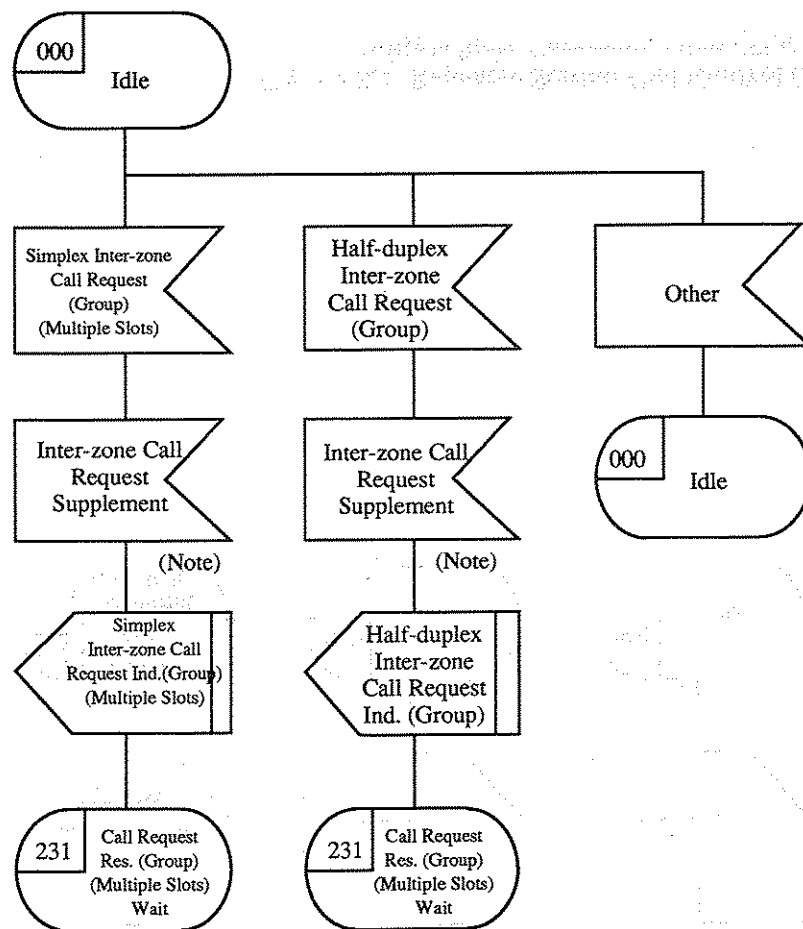 000
Idle
Simplex Inter-zone
Call Request
(Group)
(Multiple Slots)
Half-duplex
Inter-zone
Call Request
(Group)
Other
Inter-zone Call
Request
Supplement
(Note)
Inter-zone Call
Request
Supplement
(Note)
000
Idle
Simplex
Inter-zone Call
Request Ind.(Group)
(Multiple Slots)
Half-duplex
Inter-zone
Call Request
Ind. (Group)
231
Call Request
Res. (Group)
(Multiple Slots)
Wait
231
Call Request
Res. (Group)
(Multiple Slots)
Wait